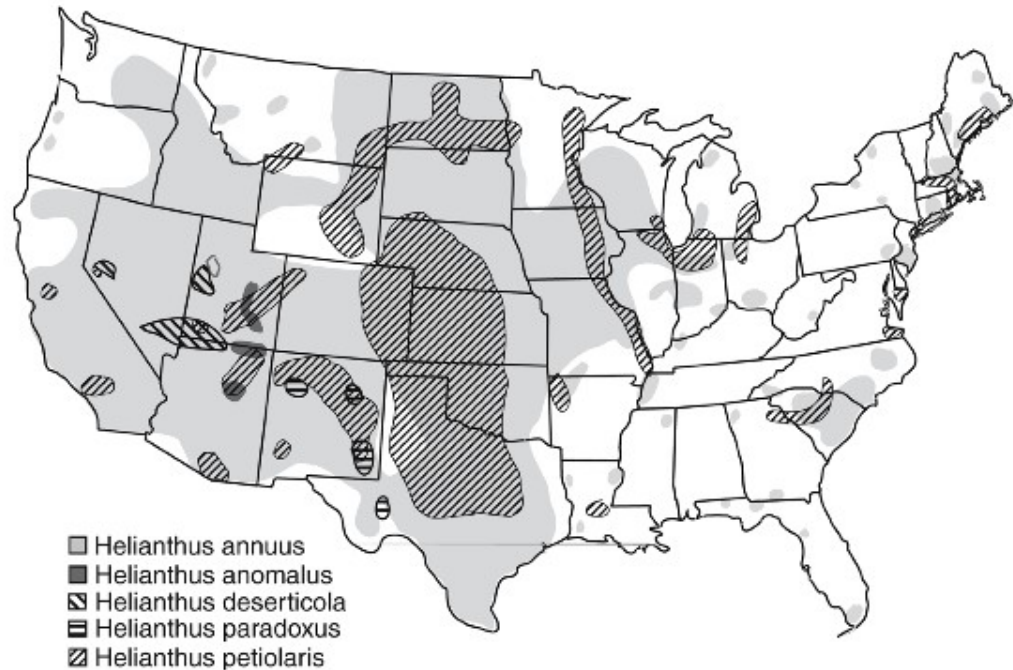 Helianthus annuus
Helianthus anomalus
Helianthus deserticola
Helianthus paradoxus
Helianthus petiolaris